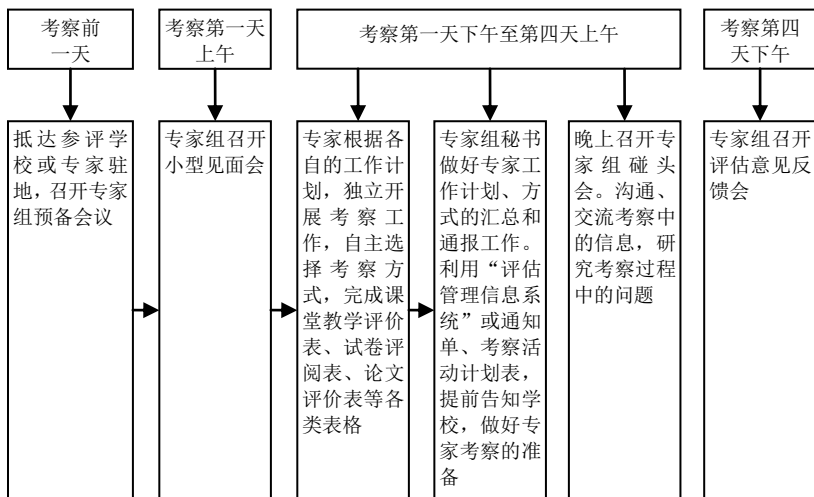 考察前
一天
考察第一天
上午
考察第一天下午至第四天上午
考察第四
天下午
抵达参评学
校或专家驻
地，召开专家
组预备会议
专家组召开
小型见面会
专家根据各
自的工作计
划，独立开
展考察工
作，自主选
择考察方
式，完成课
堂教学评价
表、试卷评
阅表、论文
评价表等各
类表格
专家组秘书
做好专家工
作计划、方
式的汇总和
通报工作。
利用“评估
管理信息系
统”或通知
单、考察活
动计划表，
提前告知学
校，做好专
家考察的准
备
晚上召开专
家组碰头
会。沟通、
交流考察中
的信息，研
究考察过程
中的问题
专家组召开
评估意见反
馈会